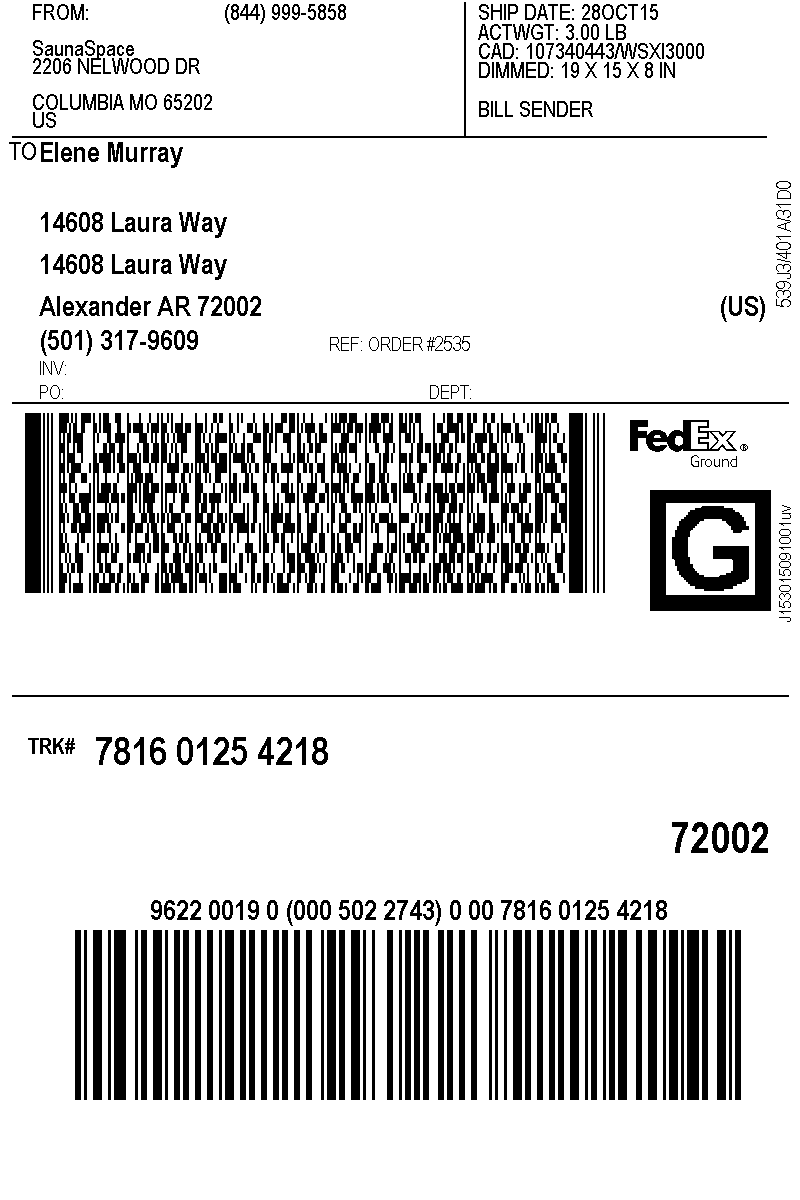 FROM: (844) 999-5858
SaunaSpace
2206 NELWOOD DR
COLUMBIA MO 65202
US
SHIP DATE: 28OCT15
ACTWGT: 3.00 LB
CAD: 107340443/WSXI3000
DIMMED: 19 X 15 X 8 IN
BILL SENDER
TO Elene Murray
14608 Laura Way
14608 Laura Way
Alexander AR 72002 (US)
(501) 317-9609 REF: ORDER #2535
INV:
PO: DEPT:
539J3/401A/31D0
FedEx®
Ground
G
J153015091001uv
TRK# 7816 0125 4218
72002
9622 0019 0 (000 502 2743) 0 00 7816 0125 4218